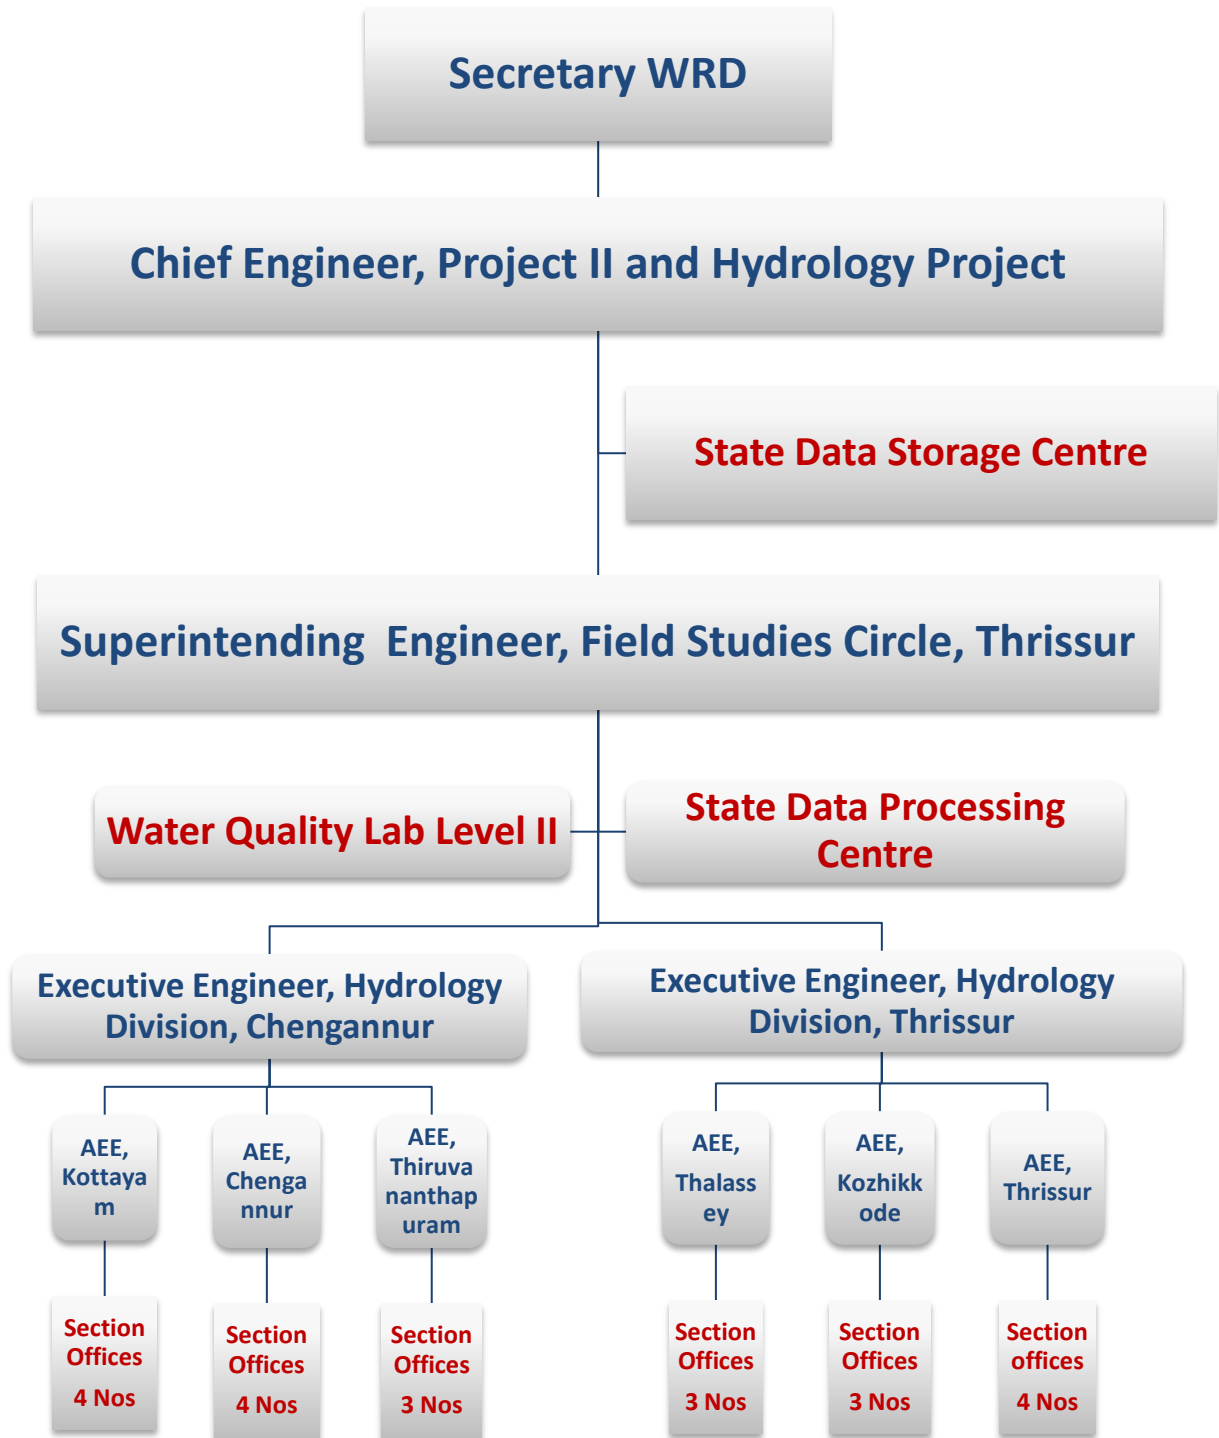 Secretary WRD
Chief Engineer, Project II and Hydrology Project
State Data Storage Centre
Superintending Engineer, Field Studies Circle, Thrissur
Water Quality Lab Level II
State Data Processing
Centre
Executive Engineer, Hydrology
Division, Chengannur
Executive Engineer, Hydrology
Division, Thrissur
AEE,
Kottaya
m
AEE,
Chenga
nnur
AEE,
Thiruva
nanthap
uram
AEE,
Thalass
ey
AEE,
Kozhikk
ode
AEE,
Thrissur
Section
Offices
4 Nos
Section
Offices
4 Nos
Section
Offices
3 Nos
Section
Offices
3 Nos
Section
Offices
3 Nos
Section
offices
4 Nos